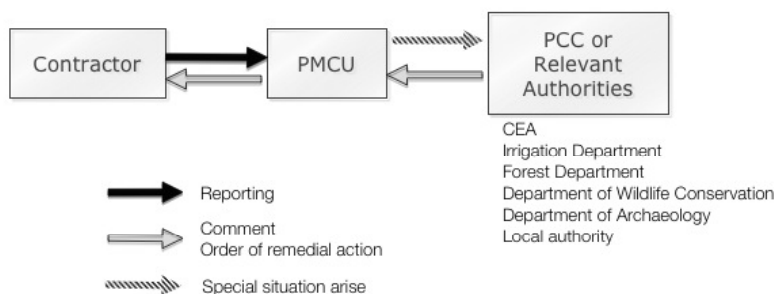 Contractor
PMCU
PCC or
Relevant
Authorities
CEA
Irrigation Department
Forest Department
Department of Wildlife Conservation
Department of Archaeology
Local authority
Reporting
Comment
Order of remedial action
Special situation arise